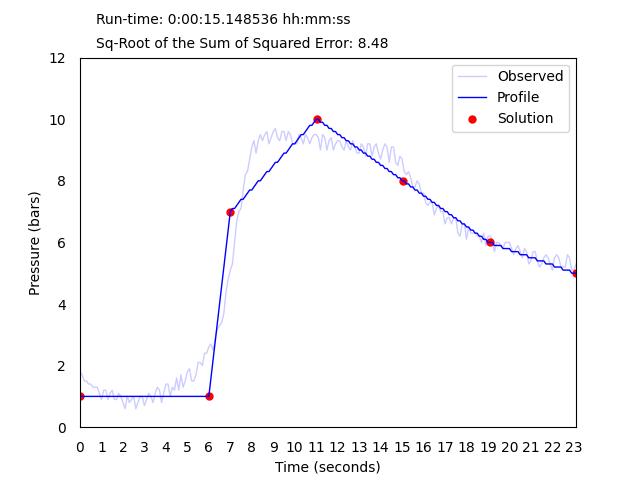 Run-time: 0:00:15.148536 hh:mm:ss
Sq-Root of the Sum of Squared Error: 8.48
Observed
Profile
Solution
12
10
8
6
4
2
0
Pressure (bars)
0 1 2 3 4 5 6 7 8 9 10 11 12 13 14 15 16 17 18 19 20 21 22 23
Time (seconds)